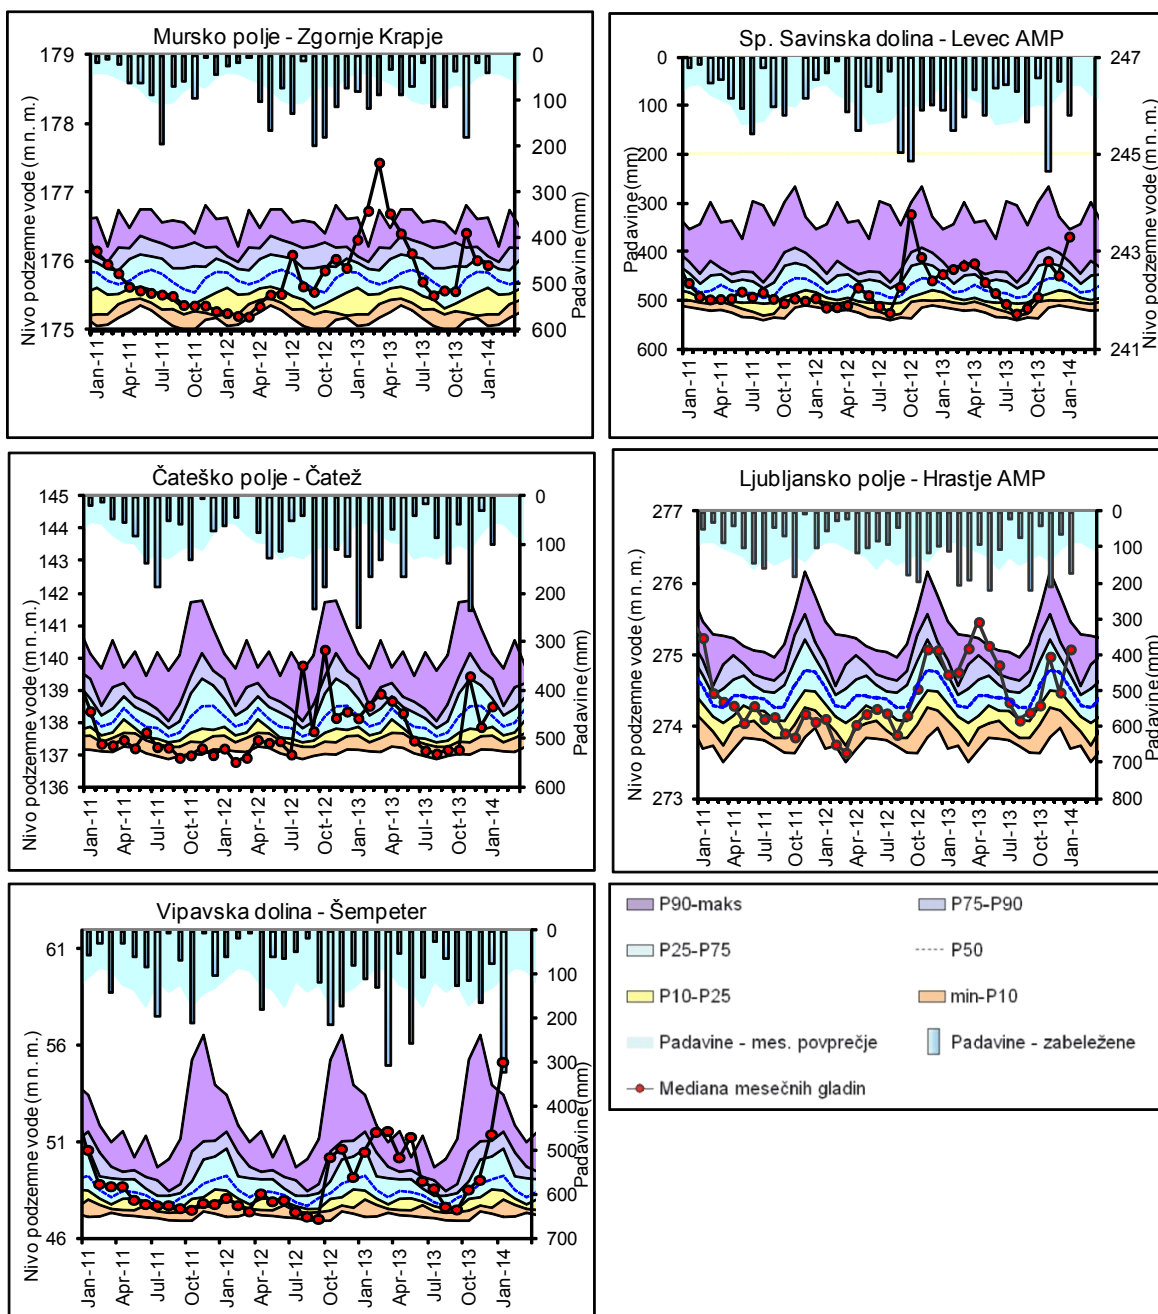 Mursko polje - Zgornje Krapje
179
178
177
176
175
0
100
200
300
400
500
600
Nivo podzemne vode (m n. m.)
Padavine (mm)
Jan-11
Apr-11
Jul-11
Oct-11
Jan-12
Apr-12
Jul-12
Oct-12
Jan-13
Apr-13
Jul-13
Oct-13
Jan-14
Sp. Savinska dolina - Levec AMP
0
100
200
300
400
500
600
247
245
243
241
Padavine (mm)
Nivo podzemne vode (m n. m.)
Jan-11
Apr-11
Jul-11
Oct-11
Jan-12
Apr-12
Jul-12
Oct-12
Jan-13
Apr-13
Jul-13
Oct-13
Jan-14
Čateško polje - Čatež
145
144
143
142
141
140
139
138
137
136
0
100
200
300
400
500
600
Nivo podzemne vode (m n. m.)
Padavine (mm)
Jan-11
Apr-11
Jul-11
Oct-11
Jan-12
Apr-12
Jul-12
Oct-12
Jan-13
Apr-13
Jul-13
Oct-13
Jan-14
Ljubljansko polje - Hrastje AMP
277
276
275
274
273
0
100
200
300
400
500
600
700
800
Nivo podzemne vode (m n. m.)
Padavine (mm)
Jan-11
Apr-11
Jul-11
Oct-11
Jan-12
Apr-12
Jul-12
Oct-12
Jan-13
Apr-13
Jul-13
Oct-13
Jan-14
Vipavska dolina - Šempeter
61
56
51
46
0
100
200
300
400
500
600
700
Nivo podzemne vode (m n. m.)
Padavine (mm)
Jan-11
Apr-11
Jul-11
Oct-11
Jan-12
Apr-12
Jul-12
Oct-12
Jan-13
Apr-13
Jul-13
Oct-13
Jan-14
P90-maks
P75-P90
P25-P75
P50
P10-P25
min-P10
Padavine - mes. povprečje
Padavine - zabeležene
Mediana mesečnih gladin